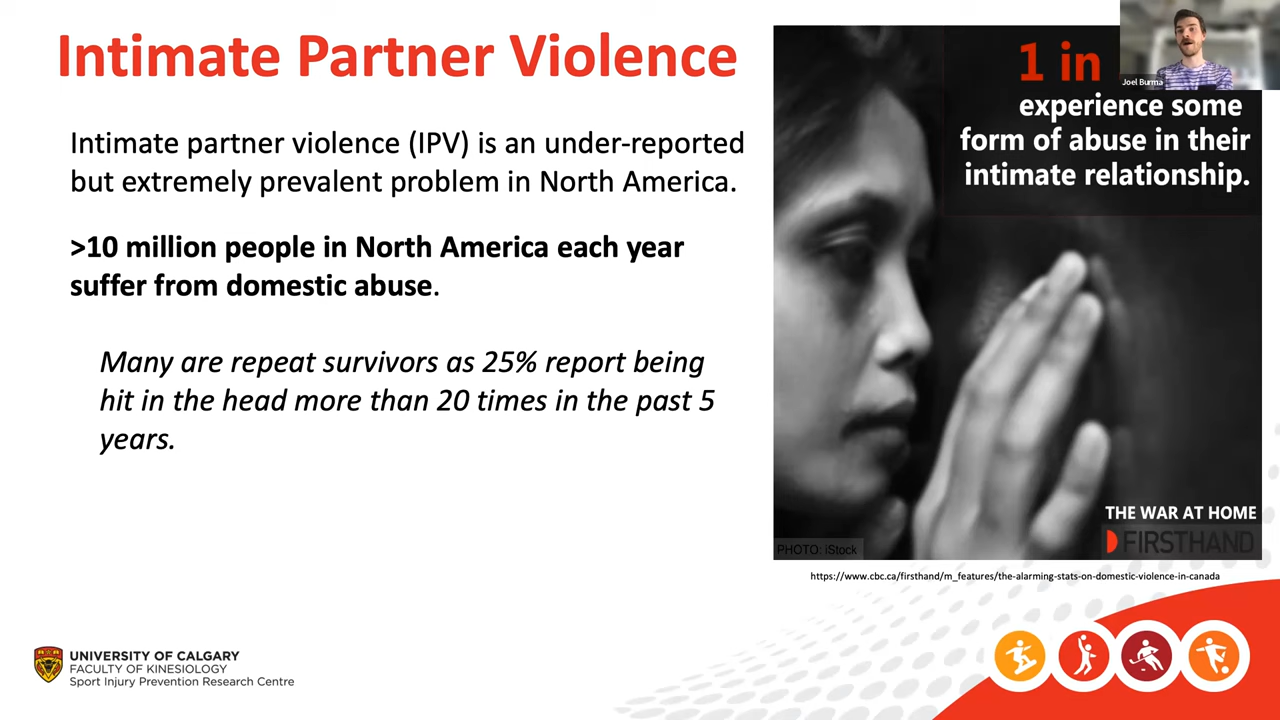 Intimate Partner Violence
Intimate partner violence (IPV) is an under-reported
but extremely prevalent problem in North America.
>10 million people in North America each year
suffer from domestic abuse.
Many are repeat survivors as 25% report being
hit in the head more than 20 times in the past 5
years.
1 in
experience some
form of abuse in their
intimate relationship.
Joel Burma
THE WAR AT HOME
FIRSTHAND
PHOTO: iStock
https://www.cbc.ca/firsthand/m_features/the-alarming-stats-on-domestic-violence-in-canada
UNIVERSITY OF CALGARY
FACULTY OF KINESIOLOGY
Sport Injury Prevention Research Centre